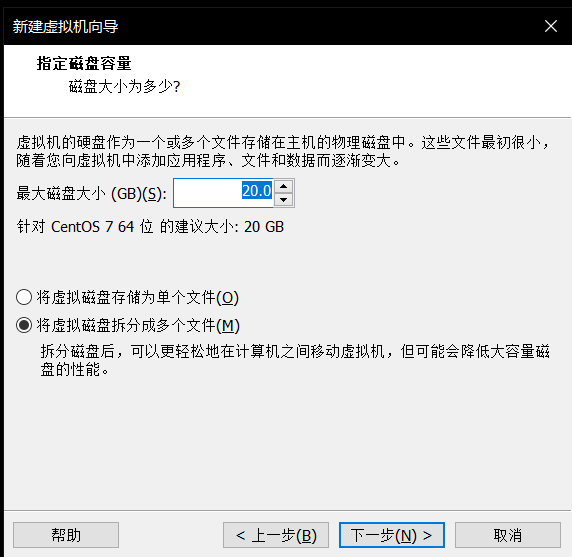 新建虚拟机向导
指定磁盘容量
磁盘大小为多少?
虚拟机的硬盘作为一个或多个文件存储在主机的物理磁盘中。这些文件最初很小，
随着您向虚拟机中添加应用程序、文件和数据而逐渐变大。
最大磁盘大小 (GB)(S): 20.0
针对 CentOS 7 64 位 的建议大小: 20 GB
将虚拟磁盘存储为单个文件(O)
将虚拟磁盘拆分成多个文件(M)
拆分磁盘后，可以更轻松地在计算机之间移动虚拟机，但可能会降低大容量磁
盘的性能。
帮助 < 上一步(B) 下一步(N) > 取消